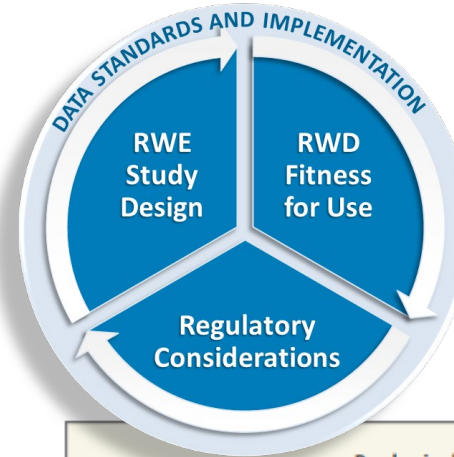 DATA STANDARDS AND IMPLEMENTATION
RWE
Study
Design
RWD
Fitness
for Use
Regulatory
Considerations